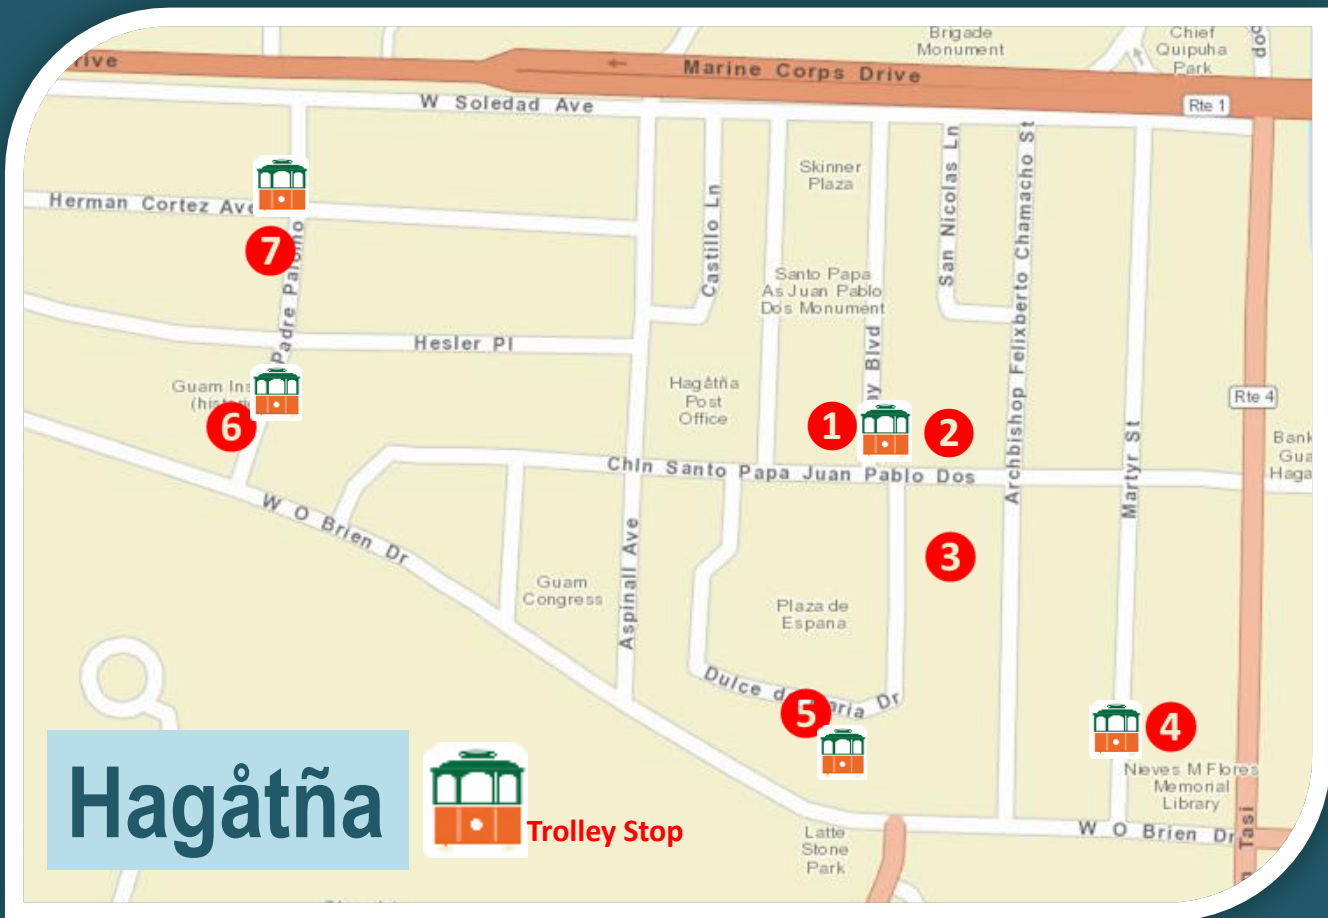 Brigade
Monument
Chief
Quipuha
Park
Marine Corps Drive
W Soledad Ave
Rte 1
Skinner
Plaza
Herman Cortez Ave
7
Padre Palomo
Castillo Ln
San Nicolas Ln
Archbishop Felixberto Chamacho St
Santo Papa
As Juan Pablo
Dos Monument
Hesler Pl
Guam
6
Hagåtña
Post
Office
1
2
Blvd
Rte 4
Martyr St
Chln Santo Papa Juan Pablo Dos
W O Brien Dr
3
Guam
Congress
Aspinall Ave
Plaza de
Espana
Dulce
Dr
5
4
Nieves M Flores
Memorial
Library
Hagåtña
Trolley Stop
Latte
Stone
Park
W O Brien Dr
Tasi